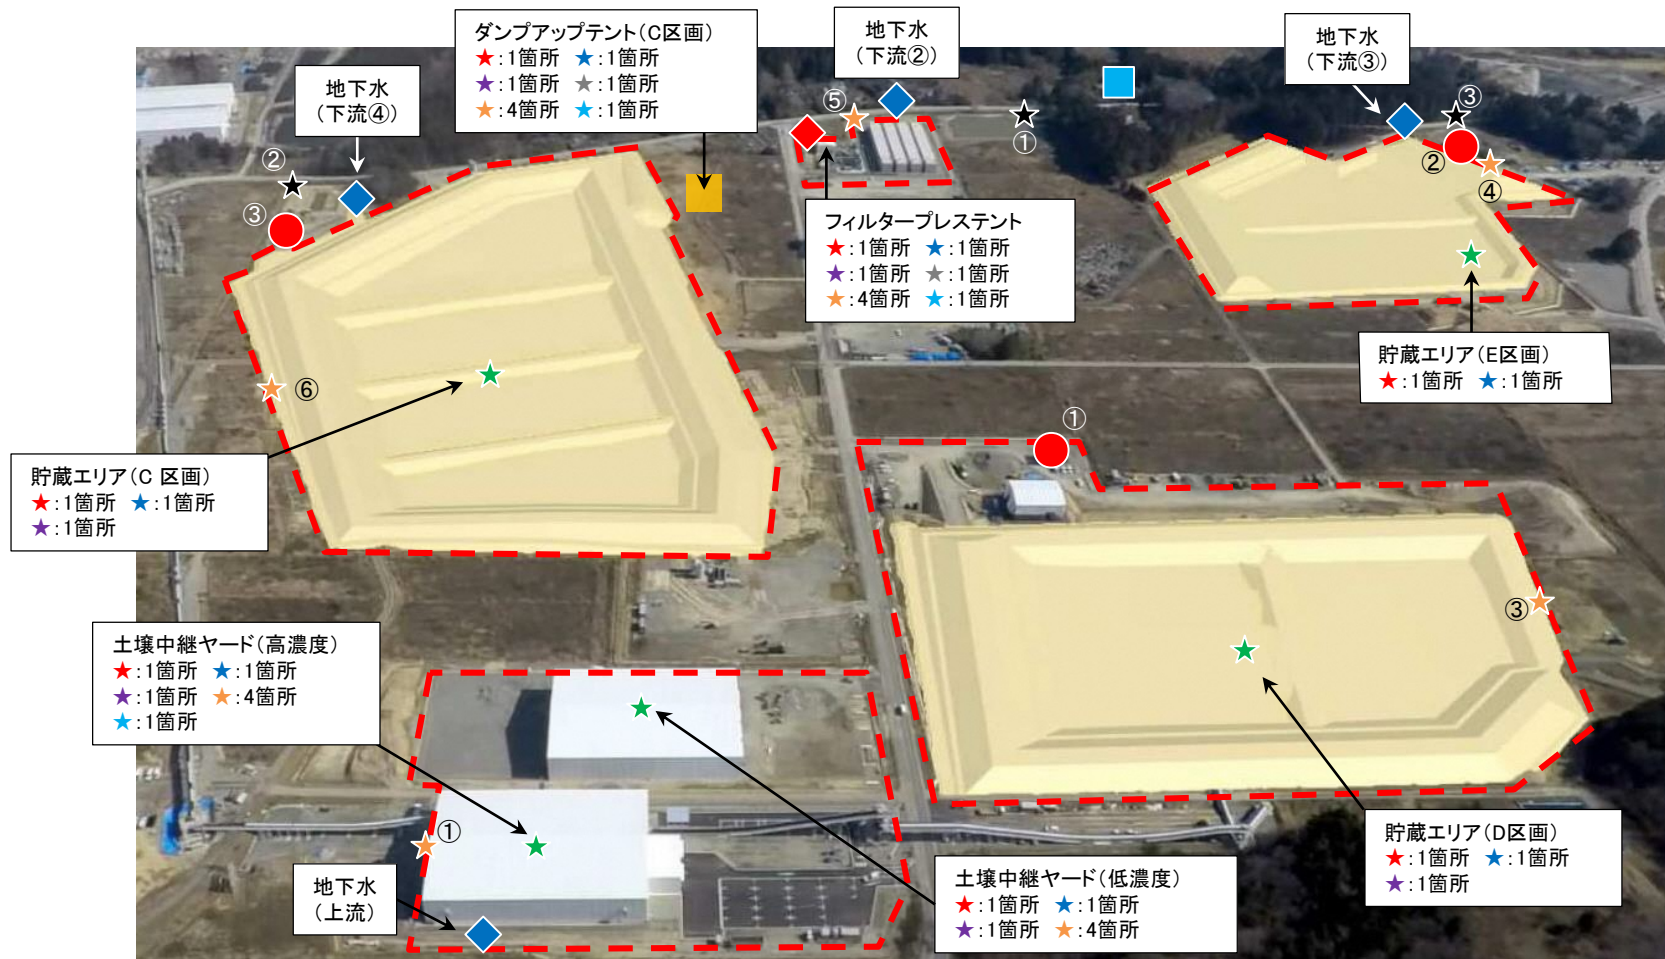 ダンプアップテント(C区画)
★:1箇所 ★:1箇所
★:1箇所 ★:1箇所
★:4箇所 ★:1箇所
地下水
(下流②)
地下水
(下流③)
地下水
(下流④)
⑤
①
③
②
④
②
③
フィルタープレステント
★:1箇所 ★:1箇所
★:1箇所 ★:1箇所
★:4箇所 ★:1箇所
貯蔵エリア(E区画)
★:1箇所 ★:1箇所
⑥
①
貯蔵エリア(C 区画)
★:1箇所 ★:1箇所
★:1箇所
③
土壌中継ヤード(高濃度)
★:1箇所 ★:1箇所
★:1箇所 ★:4箇所
★:1箇所
①
地下水
(上流)
土壌中継ヤード(低濃度)
★:1箇所 ★:1箇所
★:1箇所 ★:4箇所
貯蔵エリア(D区画)
★:1箇所 ★:1箇所
★:1箇所